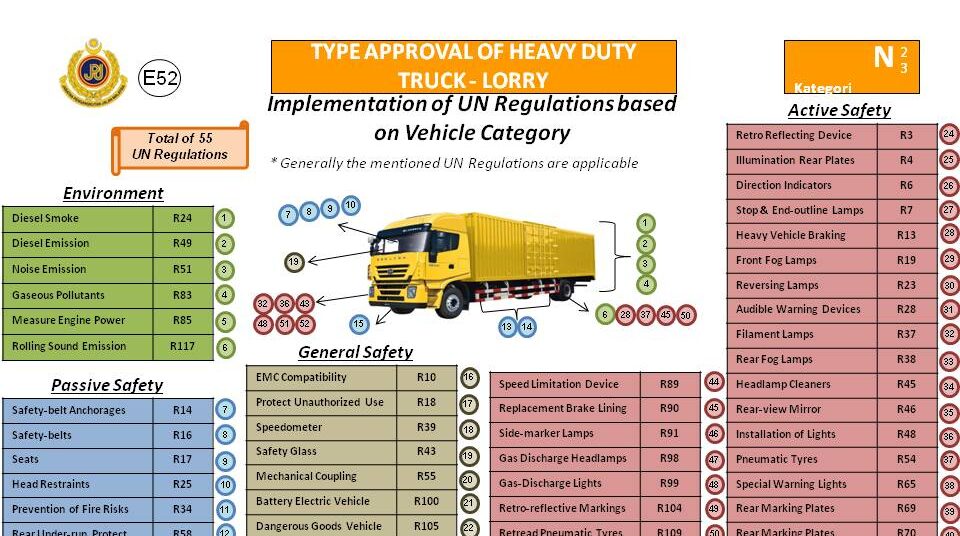 JPJ
E52
TYPE APPROVAL OF HEAVY DUTY
TRUCK - LORRY
N 2 3
Kategori
Implementation of UN Regulations based
on Vehicle Category
* Generally the mentioned UN Regulations are applicable
Total of 55
UN Regulations
Environment
Diesel Smoke R24 1
Diesel Emission R49 2
Noise Emission R51 3
Gaseous Pollutants R83 4
Measure Engine Power R85 5
Rolling Sound Emission R117 6
Passive Safety
Safety-belt Anchorages R14 7
Safety-belts R16 8
Seats R17 9
Head Restraints R25 10
Prevention of Fire Risks R34 11
Rear Under-run Protect R58 12
7 8 9 10
19
32 36 43
48 51 52
15
13 14
1
2
3
4
6 28 37 45 50
General Safety
EMC Compatibility R10 16
Protect Unauthorized Use R18 17
Speedometer R39 18
Safety Glass R43 19
Mechanical Coupling R55 20
Battery Electric Vehicle R100 21
Dangerous Goods Vehicle R105 22
Speed Limitation Device R89 44
Replacement Brake Lining R90 45
Side-marker Lamps R91 46
Gas Discharge Headlamps R98 47
Gas-Discharge Lights R99 48
Retro-reflective Markings R104 49
Retread Pneumatic Tyres R109 50
Active Safety
Retro Reflecting Device R3 24
Illumination Rear Plates R4 25
Direction Indicators R6 26
Stop & End-outline Lamps R7 27
Heavy Vehicle Braking R13 28
Front Fog Lamps R19 29
Reversing Lamps R23 30
Audible Warning Devices R28 31
Filament Lamps R37 32
Rear Fog Lamps R38 33
Headlamp Cleaners R45 34
Rear-view Mirror R46 35
Installation of Lights R48 36
Pneumatic Tyres R54 37
Special Warning Lights R65 38
Rear Marking Plates R69 39
Rear Marking Plates R70 40